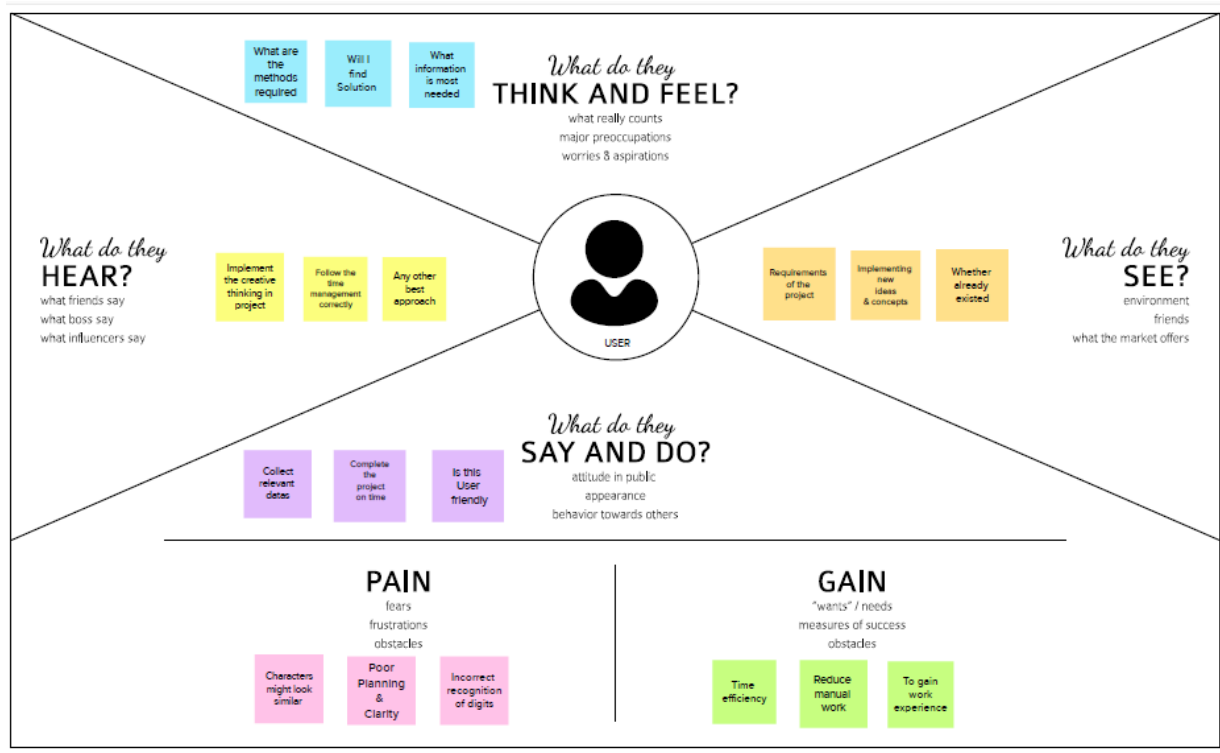 What are
the
methods
required
Will I
find
Solution
What
information
is most
needed
What do they
THINK AND FEEL?
what really counts
major preoccupations
worries & aspirations
What do they
HEAR?
what friends say
what boss say
what influencers say
Implement
the creative
thinking in
project
Follow the
time
management
correctly
Any other
best
approach
USER
Requirements
of the
project
Implementing
new
ideas
& concepts
Whether
already
existed
What do they
SEE?
environment
friends
what the market offers
What do they
SAY AND DO?
attitude in public
appearance
behavior towards others
Collect
relevant
datas
Complete
the
project
on time
Is this
User
friendly
PAIN
fears
frustrations
obstacles
Characters
might look
similar
Poor
Planning
&
Clarity
Incorrect
recognition
of digits
GAIN
"wants" / needs
measures of success
obstacles
Time
efficiency
Reduce
manual
work
To gain
work
experience